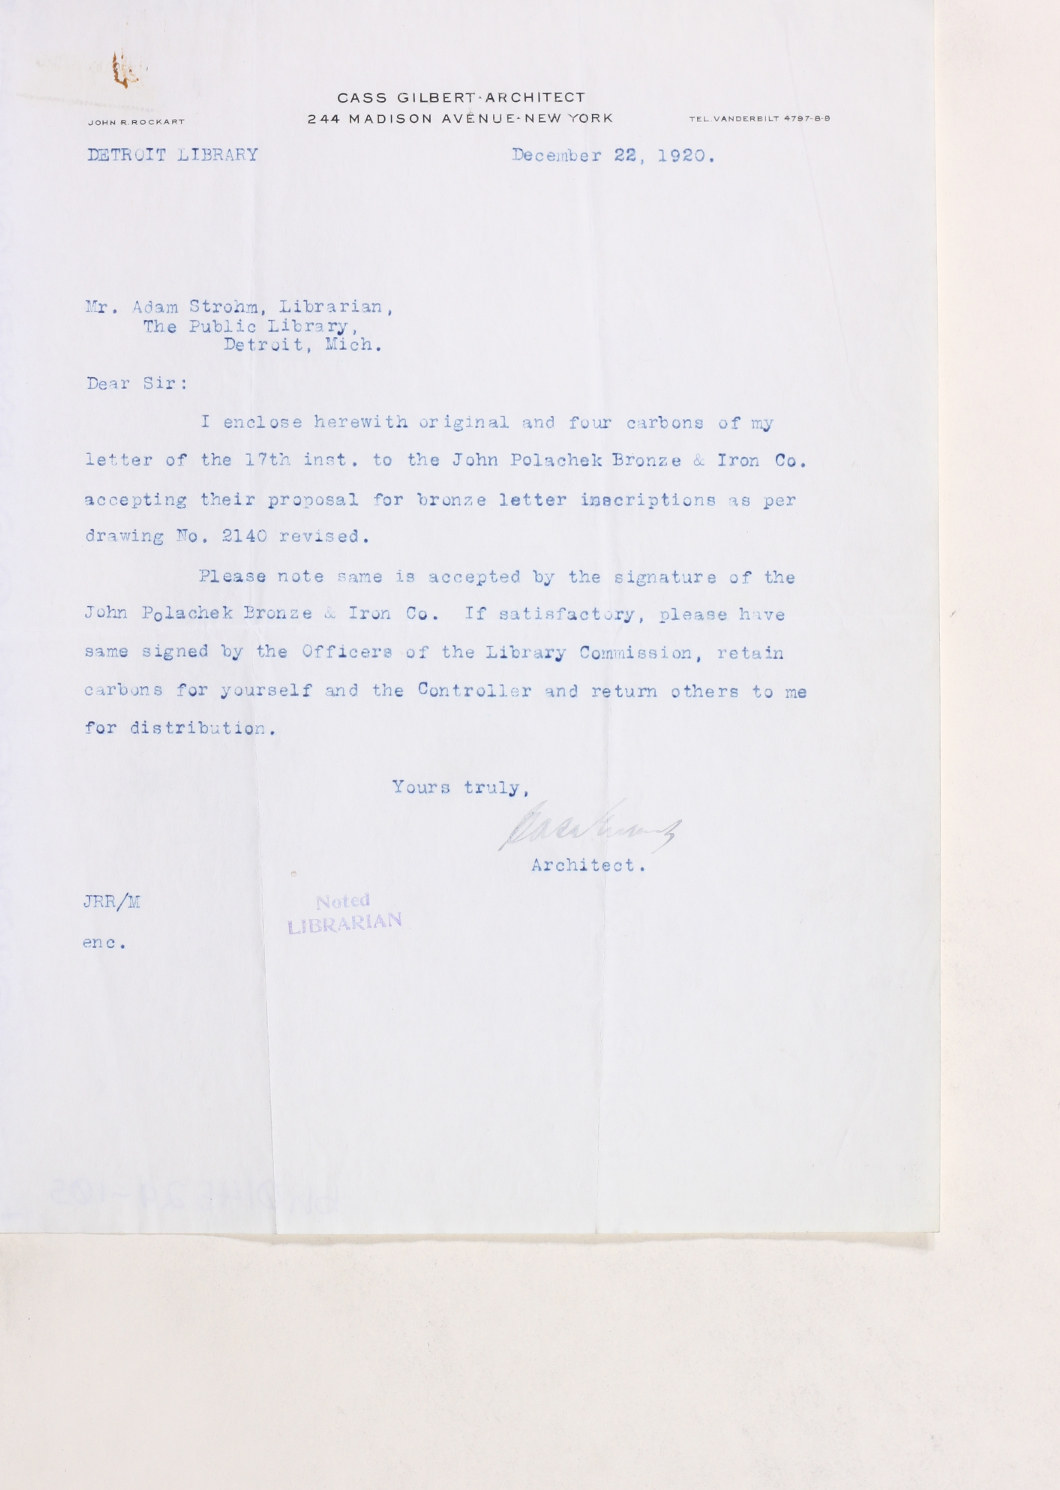 CASS GILBERT-ARCHITECT
JOHN R. ROCKART 244 MADISON AVENUE-NEW YORK TEL. VANDERBILT 4797-8-9
DETROIT LIBRARY December 22, 1920.
Mr. Adam Strohm, Librarian,
The Public Library,
Detroit, Mich.
Dear Sir:
I enclose herewith original and four carbons of my
letter of the 17th inst. to the John Polachek Bronze & Iron Co.
accepting their proposal for bronze letter inscriptions as per
drawing No. 2140 revised.
Please note same is accepted by the signature of the
John Polachek Bronze & Iron Co. If satisfactory, please have
same signed by the Officers of the Library Commission, retain
carbons for yourself and the Controller and return others to me
for distribution.
Yours truly,
Cass Gilbert
Architect.
JRR/M
Noted
LIBRARIAN
enc.